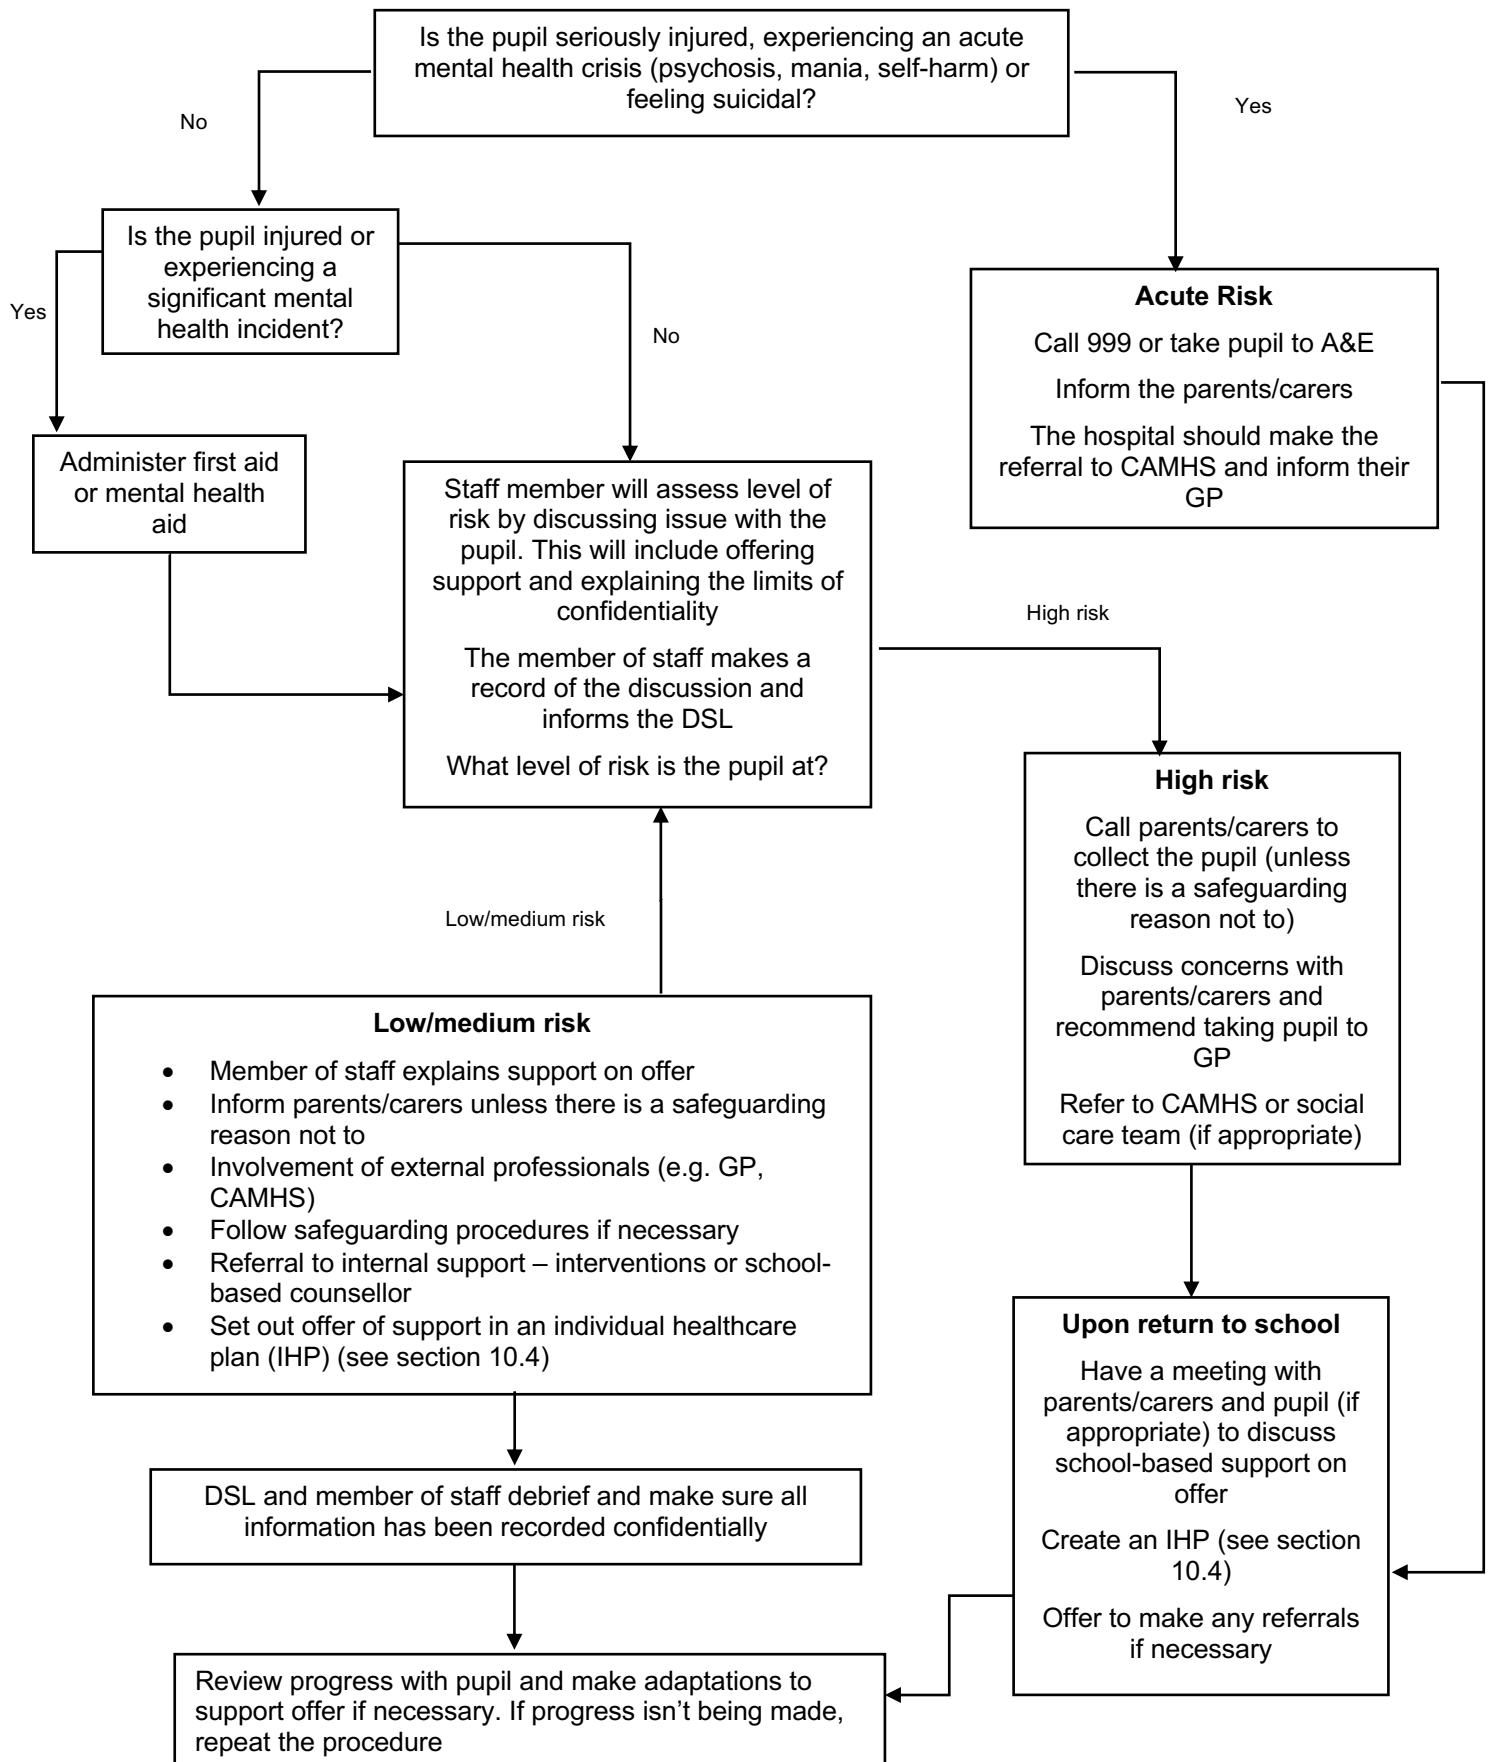 Is the pupil seriously injured, experiencing an acute
mental health crisis (psychosis, mania, self-harm) or
feeling suicidal?
No
Yes
Is the pupil injured or
experiencing a
significant mental
health incident?
Yes
No
Acute Risk
Call 999 or take pupil to A&E
Inform the parents/carers
The hospital should make the
referral to CAMHS and inform their
GP
Administer first aid
or mental health
aid
Staff member will assess level of
risk by discussing issue with the
pupil. This will include offering
support and explaining the limits of
confidentiality
The member of staff makes a
record of the discussion and
informs the DSL
What level of risk is the pupil at?
High risk
High risk
Call parents/carers to
collect the pupil (unless
there is a safeguarding
reason not to)
Discuss concerns with
parents/carers and
recommend taking pupil to
GP
Refer to CAMHS or social
care team (if appropriate)
Low/medium risk
Low/medium risk
• Member of staff explains support on offer
• Inform parents/carers unless there is a safeguarding
reason not to
• Involvement of external professionals (e.g. GP,
CAMHS)
• Follow safeguarding procedures if necessary
• Referral to internal support – interventions or school-
based counsellor
• Set out offer of support in an individual healthcare
plan (IHP) (see section 10.4)
Upon return to school
Have a meeting with
parents/carers and pupil (if
appropriate) to discuss
school-based support on
offer
Create an IHP (see section
10.4)
Offer to make any referrals
if necessary
DSL and member of staff debrief and make sure all
information has been recorded confidentially
Review progress with pupil and make adaptations to
support offer if necessary. If progress isn’t being made,
repeat the procedure